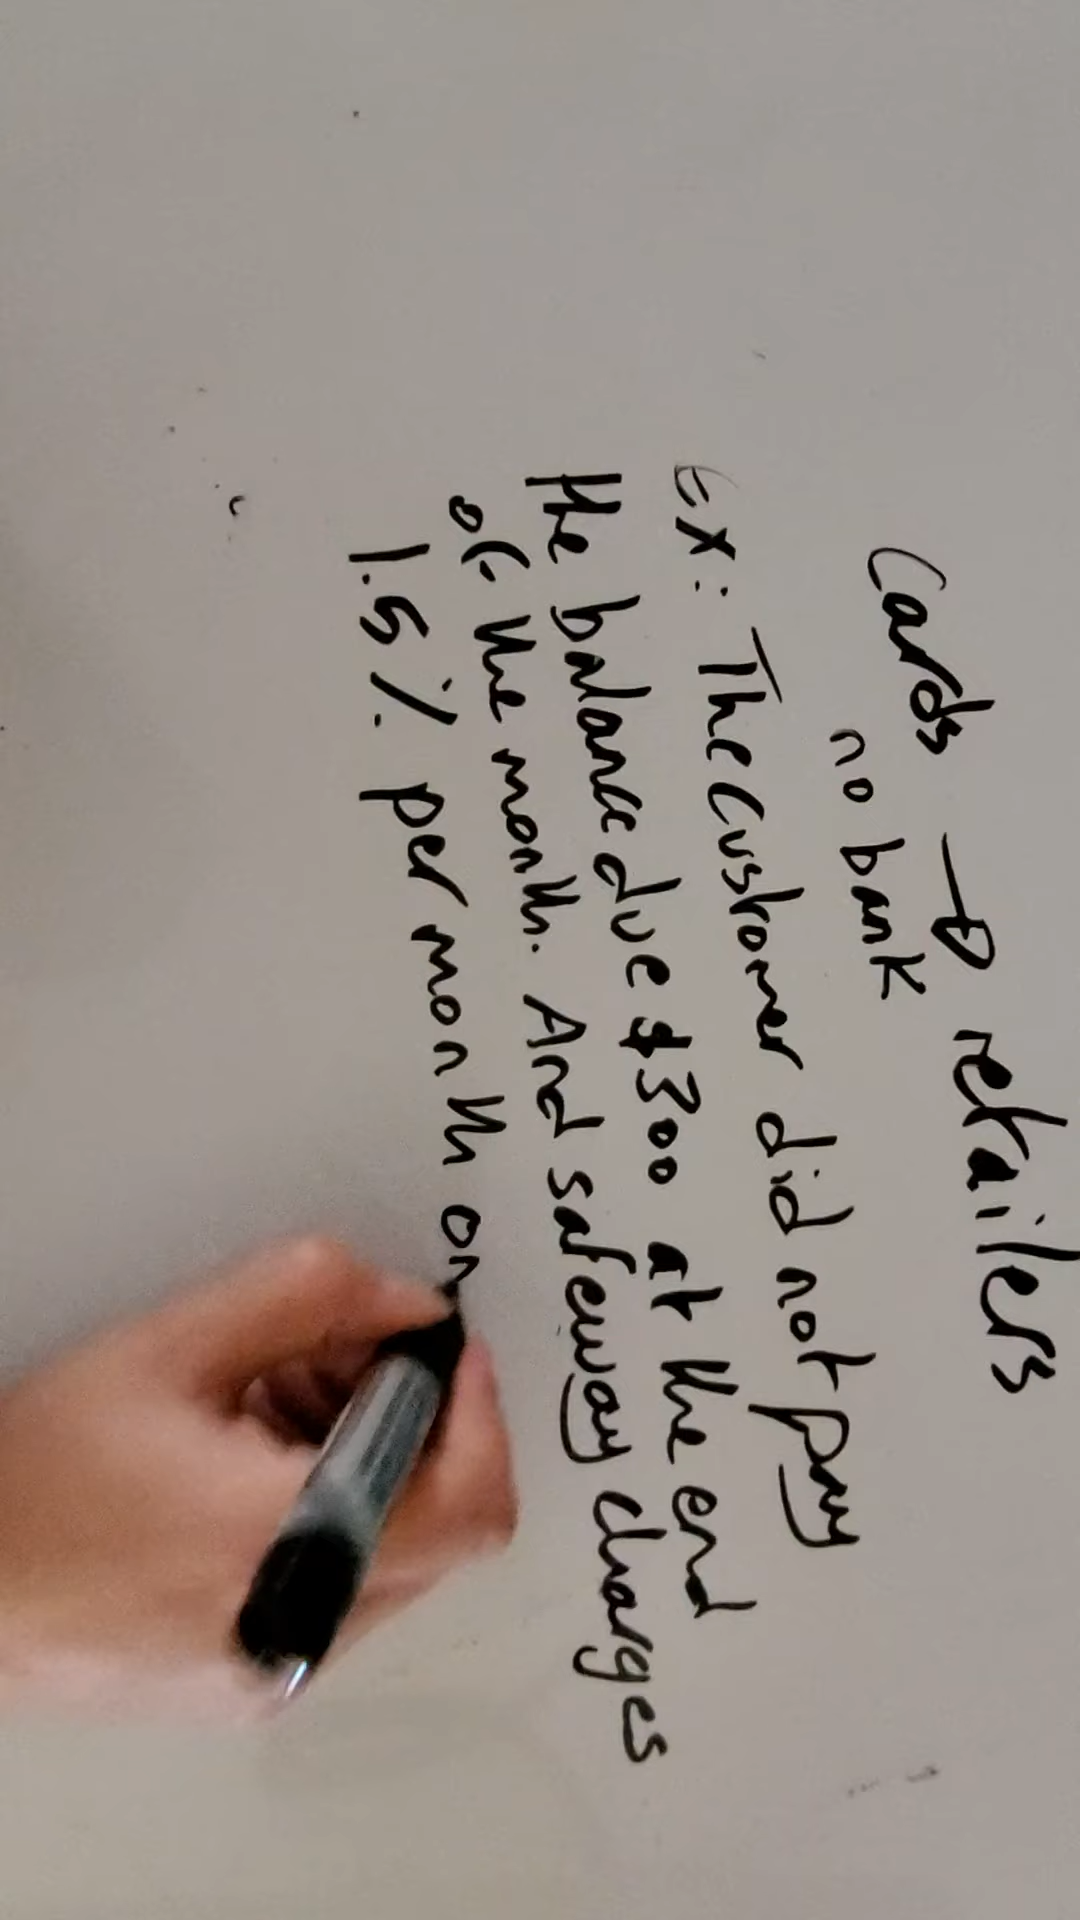 Cards → retailers
no bank
Ex: The customer did not pay
the balance due $300 at the end
of the month. And safeway charges
1.5% per month on